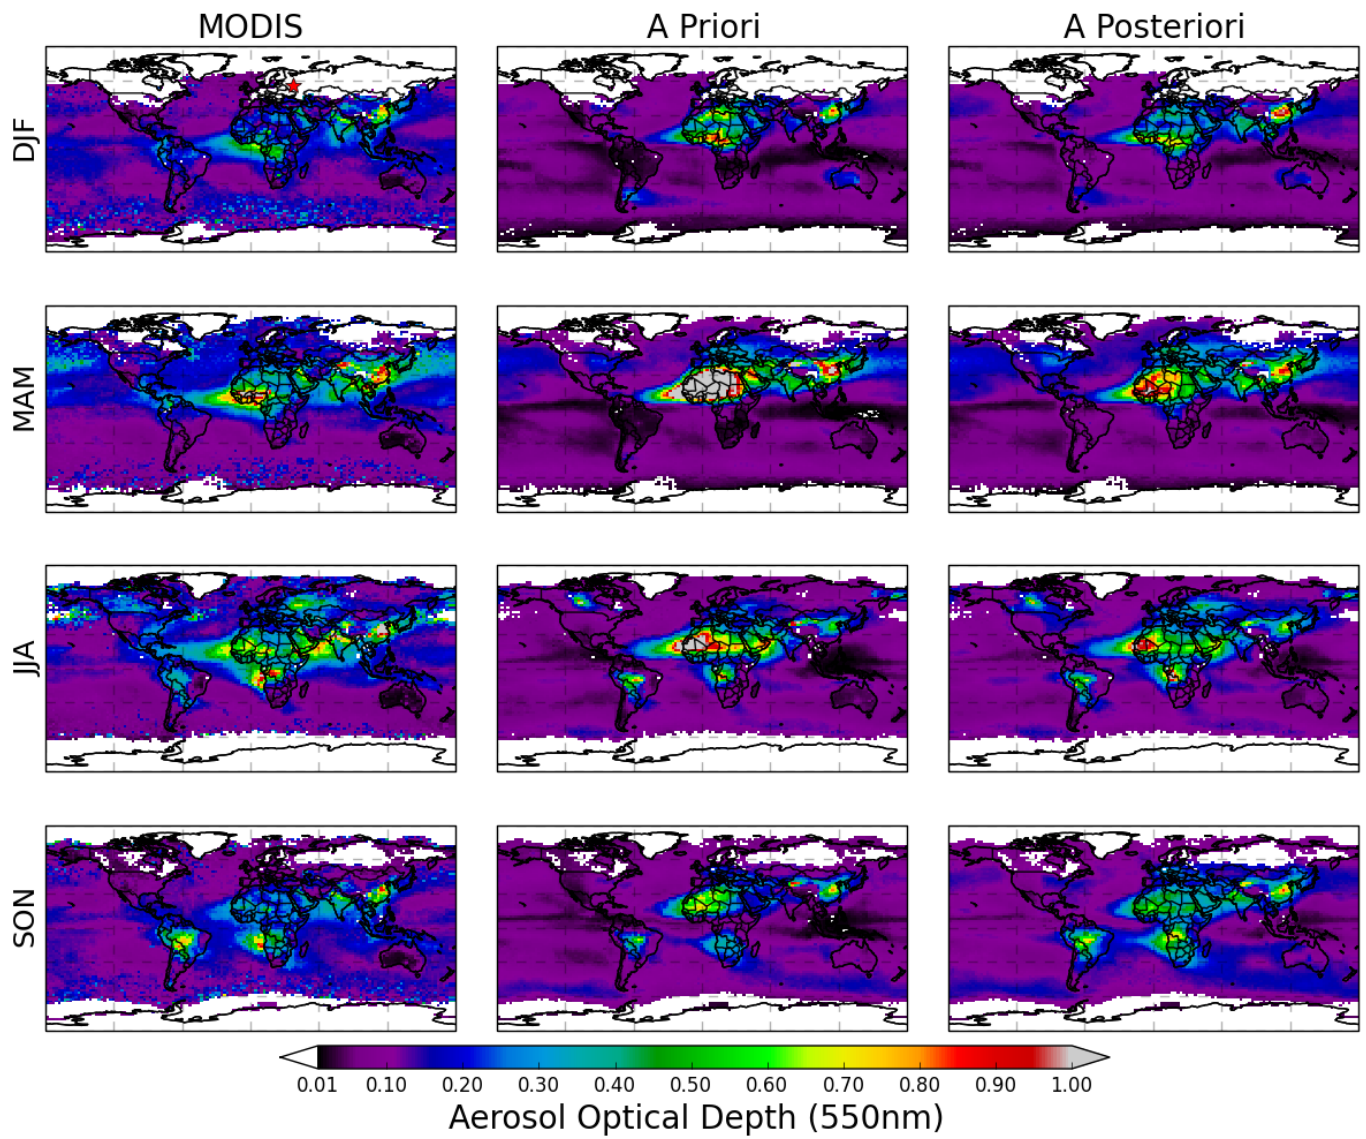 MODIS A Priori A Posteriori
DJF
MAM
JJA
SON
0.01 0.10 0.20 0.30 0.40 0.50 0.60 0.70 0.80 0.90 1.00
Aerosol Optical Depth (550nm)